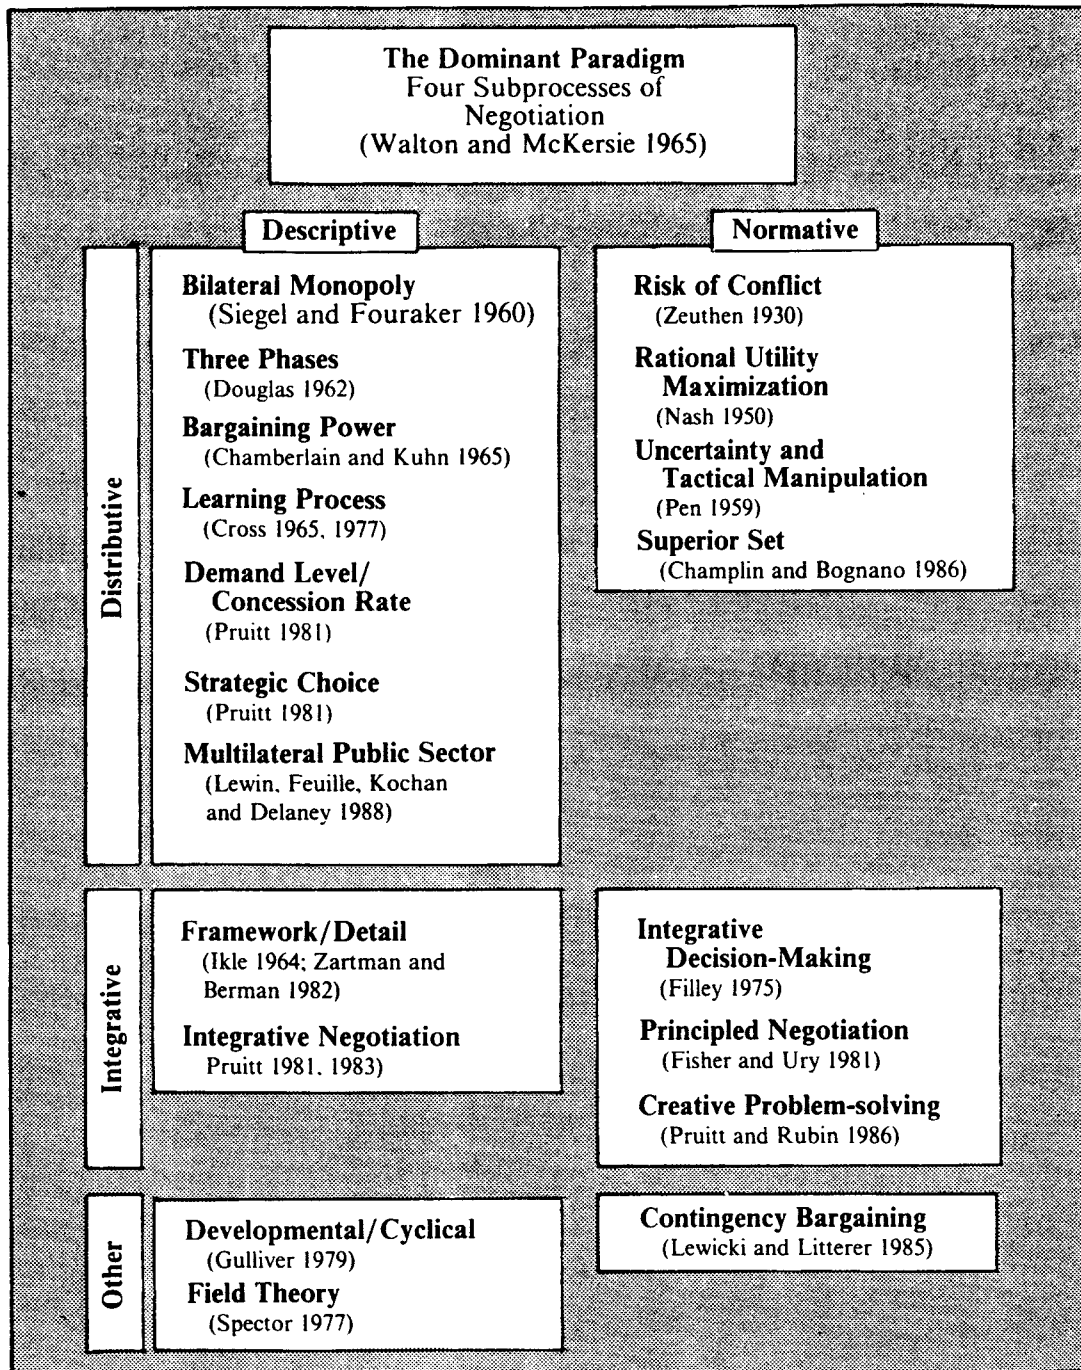 The Dominant Paradigm
Four Subprocesses of
Negotiation
(Walton and McKersie 1965)
Descriptive
Normative
Distributive
Bilateral Monopoly
(Siegel and Fouraker 1960)
Three Phases
(Douglas 1962)
Bargaining Power
(Chamberlain and Kuhn 1965)
Learning Process
(Cross 1965, 1977)
Demand Level/
Concession Rate
(Pruitt 1981)
Strategic Choice
(Pruitt 1981)
Multilateral Public Sector
(Lewin, Feuille, Kochan
and Delaney 1988)
Risk of Conflict
(Zeuthen 1930)
Rational Utility
Maximization
(Nash 1950)
Uncertainty and
Tactical Manipulation
(Pen 1959)
Superior Set
(Champlin and Bognano 1986)
Integrative
Framework/Detail
(Ikle 1964; Zartman and
Berman 1982)
Integrative Negotiation
Pruitt 1981, 1983)
Integrative
Decision-Making
(Filley 1975)
Principled Negotiation
(Fisher and Ury 1981)
Creative Problem-solving
(Pruitt and Rubin 1986)
Other
Developmental/Cyclical
(Gulliver 1979)
Field Theory
(Spector 1977)
Contingency Bargaining
(Lewicki and Litterer 1985)